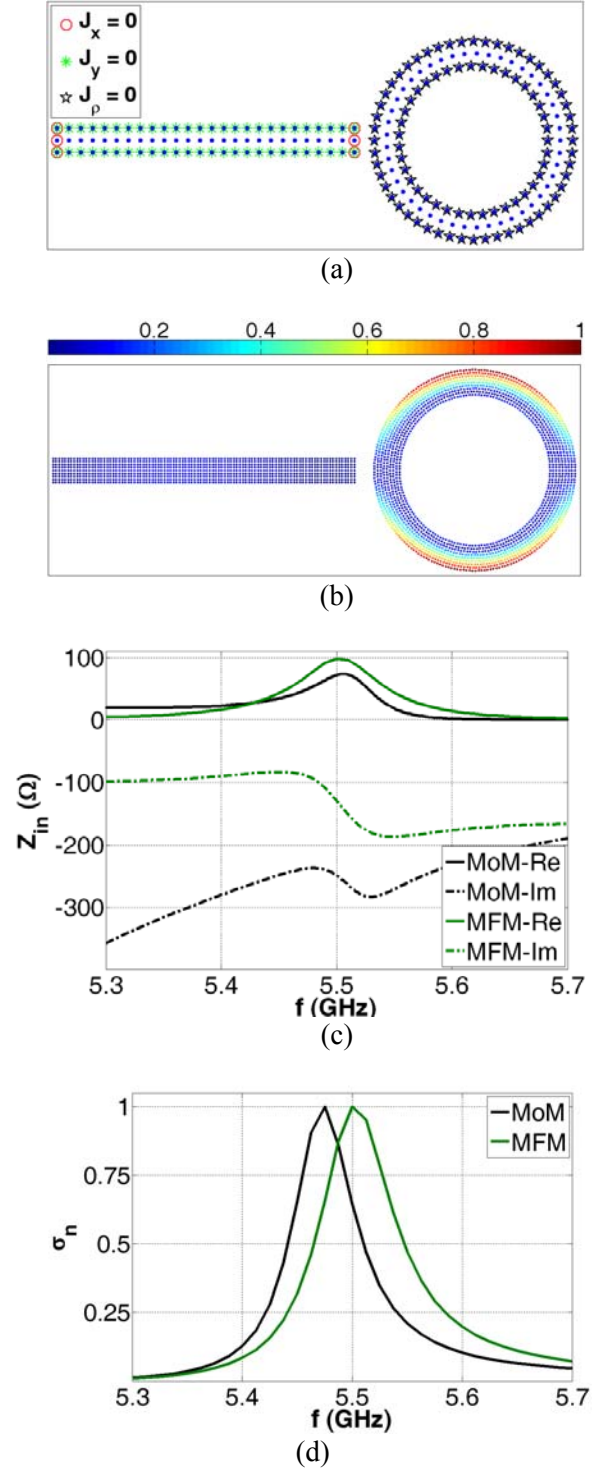 J_x = 0
J_y = 0
J_ρ = 0
(a)
0.2 0.4 0.6 0.8 1
(b)
100
0
-100
-200
-300
Z_in (Ω)
MoM-Re
MoM-Im
MFM-Re
MFM-Im
5.3 5.4 5.5 5.6 5.7
f (GHz)
(c)
1
0.75
0.5
0.25
σ_n
MoM
MFM
5.3 5.4 5.5 5.6 5.7
f (GHz)
(d)